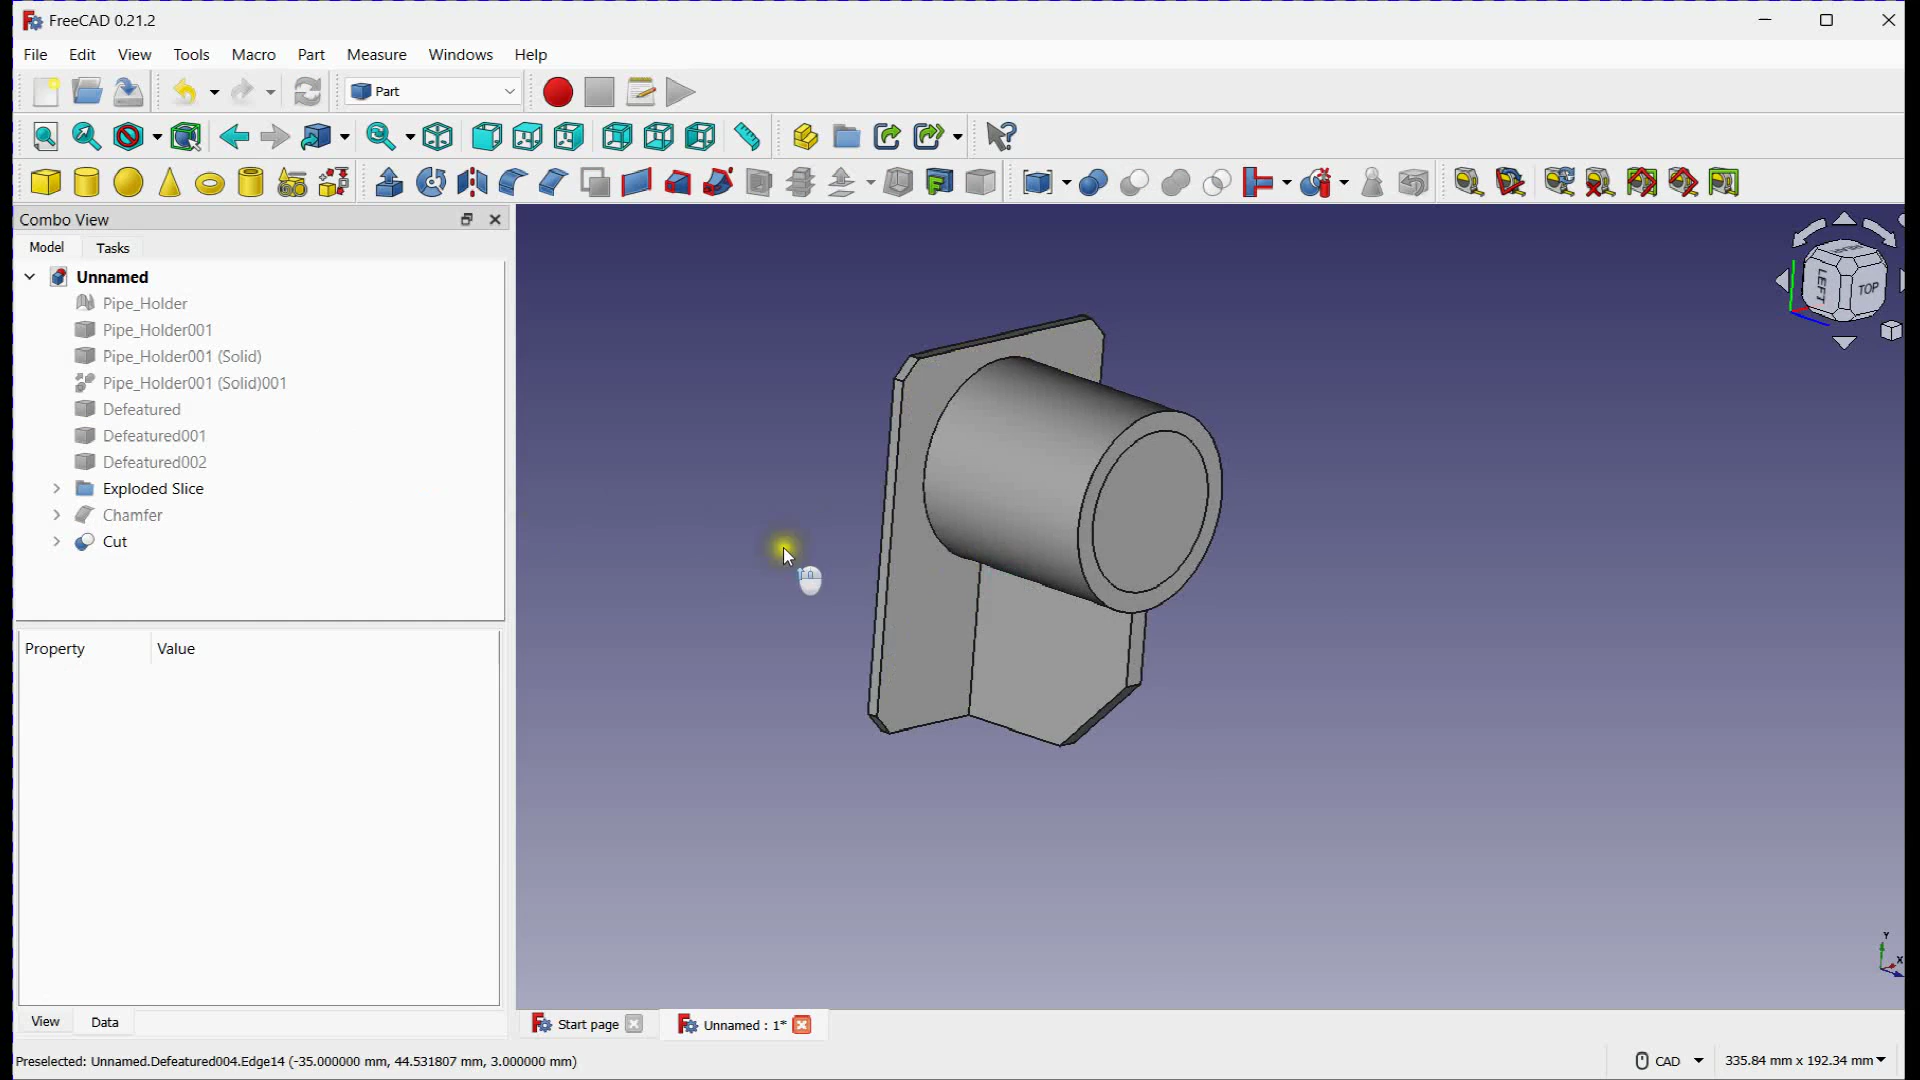 FreeCAD 0.21.2
File Edit View Tools Macro Part Measure Windows Help
Part
Combo View
Model Tasks
Unnamed
Pipe_Holder
Pipe_Holder001
Pipe_Holder001 (Solid)
Pipe_Holder001 (Solid)001
Defeatured
Defeatured001
Defeatured002
Exploded Slice
Chamfer
Cut
Property Value
View Data
LEFT
TOP
Y
X
Start page
Unnamed : 1*
Preselected: Unnamed.Defeatured004.Edge14 (-35.000000 mm, 44.531807 mm, 3.000000 mm)
CAD
335.84 mm x 192.34 mm